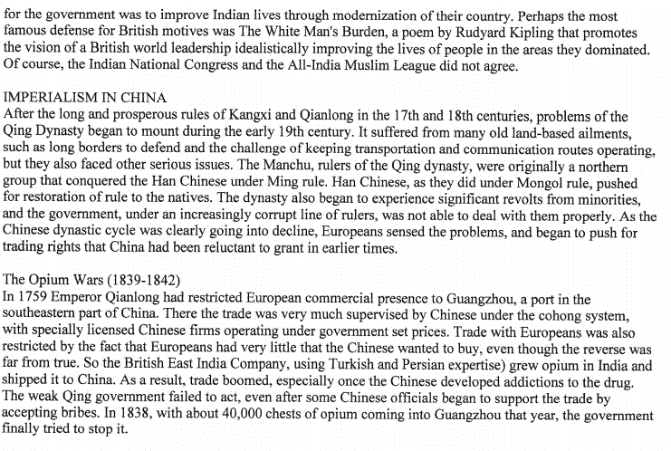 for the government was to improve Indian lives through modernization of their country. Perhaps the most
famous defense for British motives was The White Man's Burden, a poem by Rudyard Kipling that promotes
the vision of a British world leadership idealistically improving the lives of people in the areas they dominated.
Of course, the Indian National Congress and the All-India Muslim League did not agree.
IMPERIALISM IN CHINA
After the long and prosperous rules of Kangxi and Qianlong in the 17th and 18th centuries, problems of the
Qing Dynasty began to mount during the early 19th century. It suffered from many old land-based ailments,
such as long borders to defend and the challenge of keeping transportation and communication routes operating,
but they also faced other serious issues. The Manchu, rulers of the Qing dynasty, were originally a northern
group that conquered the Han Chinese under Ming rule. Han Chinese, as they did under Mongol rule, pushed
for restoration of rule to the natives. The dynasty also began to experience significant revolts from minorities,
and the government, under an increasingly corrupt line of rulers, was not able to deal with them properly. As the
Chinese dynastic cycle was clearly going into decline, Europeans sensed the problems, and began to push for
trading rights that China had been reluctant to grant in earlier times.
The Opium Wars (1839-1842)
In 1759 Emperor Qianlong had restricted European commercial presence to Guangzhou, a port in the
southeastern part of China. There the trade was very much supervised by Chinese under the cohong system,
with specially licensed Chinese firms operating under government set prices. Trade with Europeans was also
restricted by the fact that Europeans had very little that the Chinese wanted to buy, even though the reverse was
far from true. So the British East India Company, using Turkish and Persian expertise) grew opium in India and
shipped it to China. As a result, trade boomed, especially once the Chinese developed addictions to the drug.
The weak Qing government failed to act, even after some Chinese officials began to support the trade by
accepting bribes. In 1838, with about 40,000 chests of opium coming into Guangzhou that year, the government
finally tried to stop it.